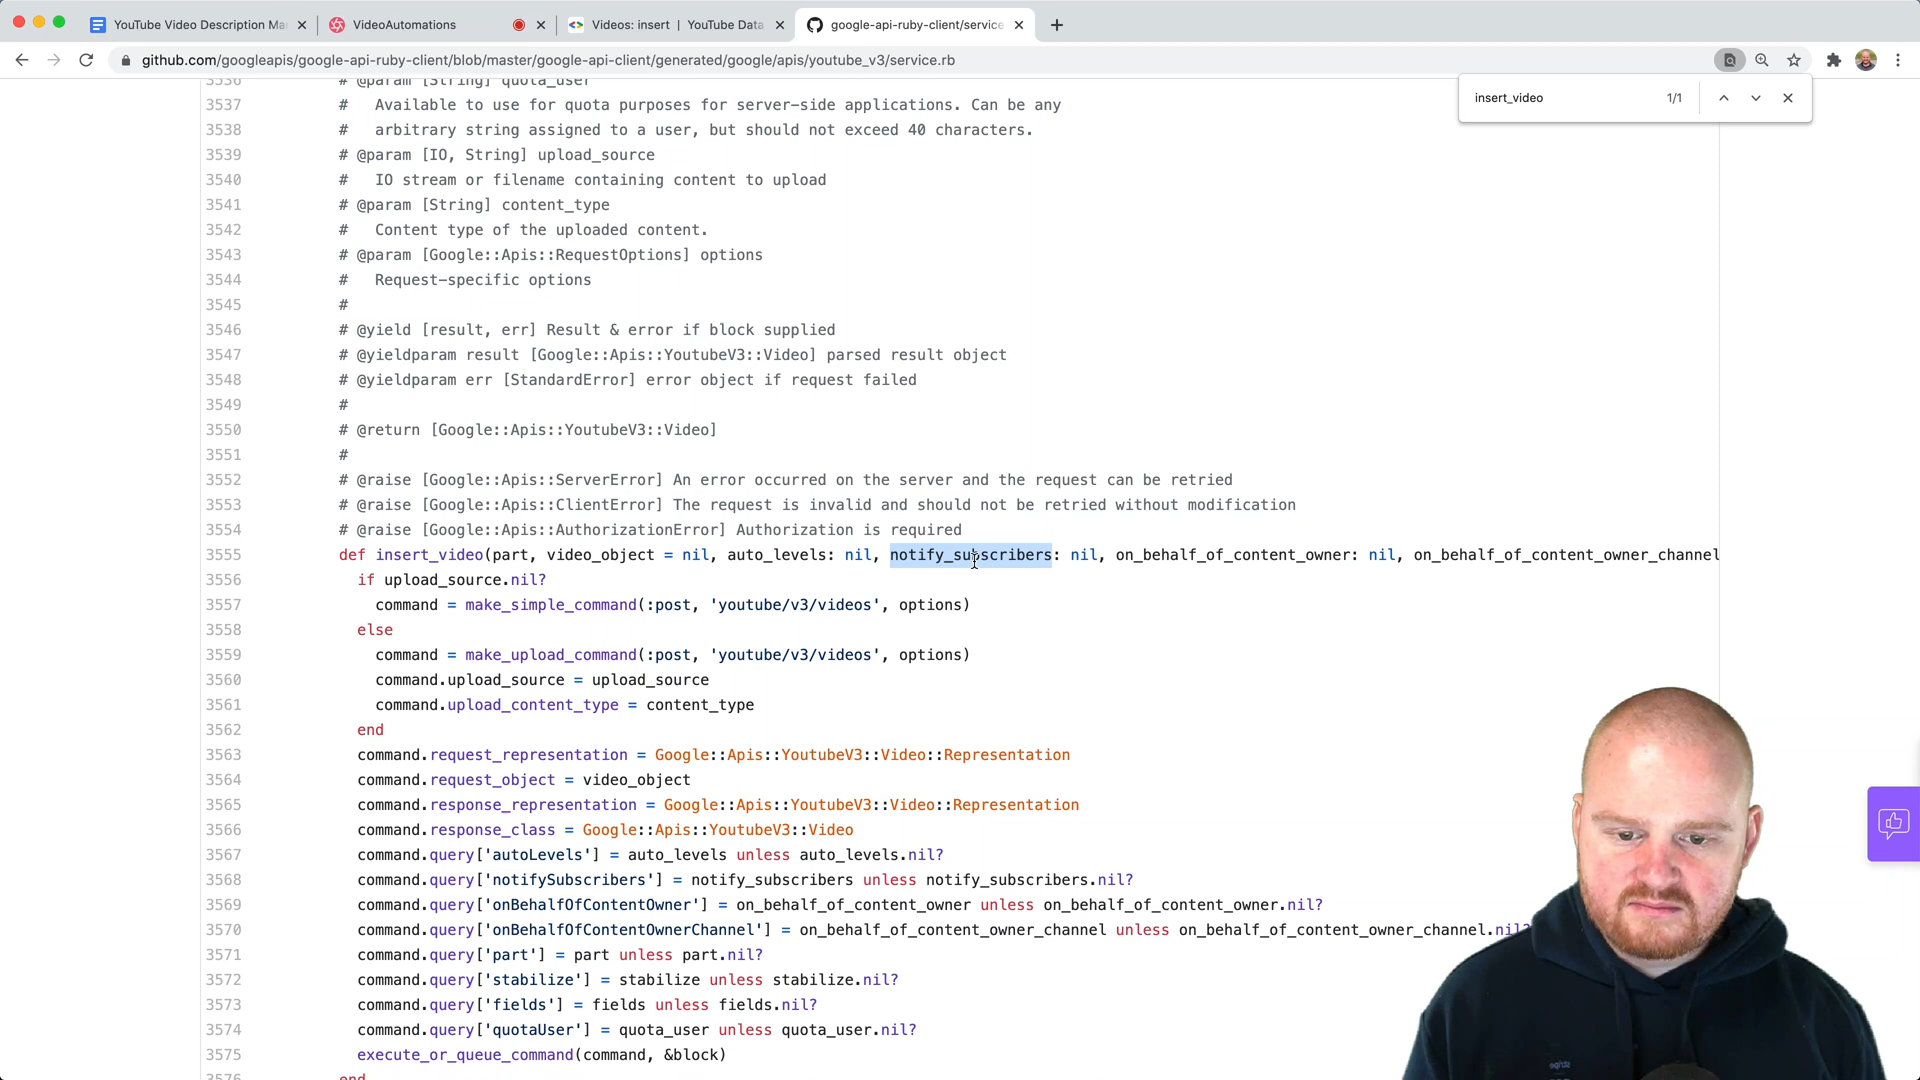 YouTube Video Description Ma
VideoAutomations
Videos: insert | YouTube Data
google-api-ruby-client/service
github.com/googleapis/google-api-ruby-client/blob/master/google-api-client/generated/google/apis/youtube_v3/service.rb
insert_video 1/1
3536 # @param [String] quota_user
3537 # Available to use for quota purposes for server-side applications. Can be any
3538 # arbitrary string assigned to a user, but should not exceed 40 characters.
3539 # @param [IO, String] upload_source
3540 # IO stream or filename containing content to upload
3541 # @param [String] content_type
3542 # Content type of the uploaded content.
3543 # @param [Google::Apis::RequestOptions] options
3544 # Request-specific options
3545 #
3546 # @yield [result, err] Result & error if block supplied
3547 # @yieldparam result [Google::Apis::YoutubeV3::Video] parsed result object
3548 # @yieldparam err [StandardError] error object if request failed
3549 #
3550 # @return [Google::Apis::YoutubeV3::Video]
3551 #
3552 # @raise [Google::Apis::ServerError] An error occurred on the server and the request can be retried
3553 # @raise [Google::Apis::ClientError] The request is invalid and should not be retried without modification
3554 # @raise [Google::Apis::AuthorizationError] Authorization is required
3555 def insert_video(part, video_object = nil, auto_levels: nil, notify_subscribers: nil, on_behalf_of_content_owner: nil, on_behalf_of_content_owner_channel
3556 if upload_source.nil?
3557 command = make_simple_command(:post, 'youtube/v3/videos', options)
3558 else
3559 command = make_upload_command(:post, 'youtube/v3/videos', options)
3560 command.upload_source = upload_source
3561 command.upload_content_type = content_type
3562 end
3563 command.request_representation = Google::Apis::YoutubeV3::Video::Representation
3564 command.request_object = video_object
3565 command.response_representation = Google::Apis::YoutubeV3::Video::Representation
3566 command.response_class = Google::Apis::YoutubeV3::Video
3567 command.query['autoLevels'] = auto_levels unless auto_levels.nil?
3568 command.query['notifySubscribers'] = notify_subscribers unless notify_subscribers.nil?
3569 command.query['onBehalfOfContentOwner'] = on_behalf_of_content_owner unless on_behalf_of_content_owner.nil?
3570 command.query['onBehalfOfContentOwnerChannel'] = on_behalf_of_content_owner_channel unless on_behalf_of_content_owner_channel.nil?
3571 command.query['part'] = part unless part.nil?
3572 command.query['stabilize'] = stabilize unless stabilize.nil?
3573 command.query['fields'] = fields unless fields.nil?
3574 command.query['quotaUser'] = quota_user unless quota_user.nil?
3575 execute_or_queue_command(command, &block)
3576 end